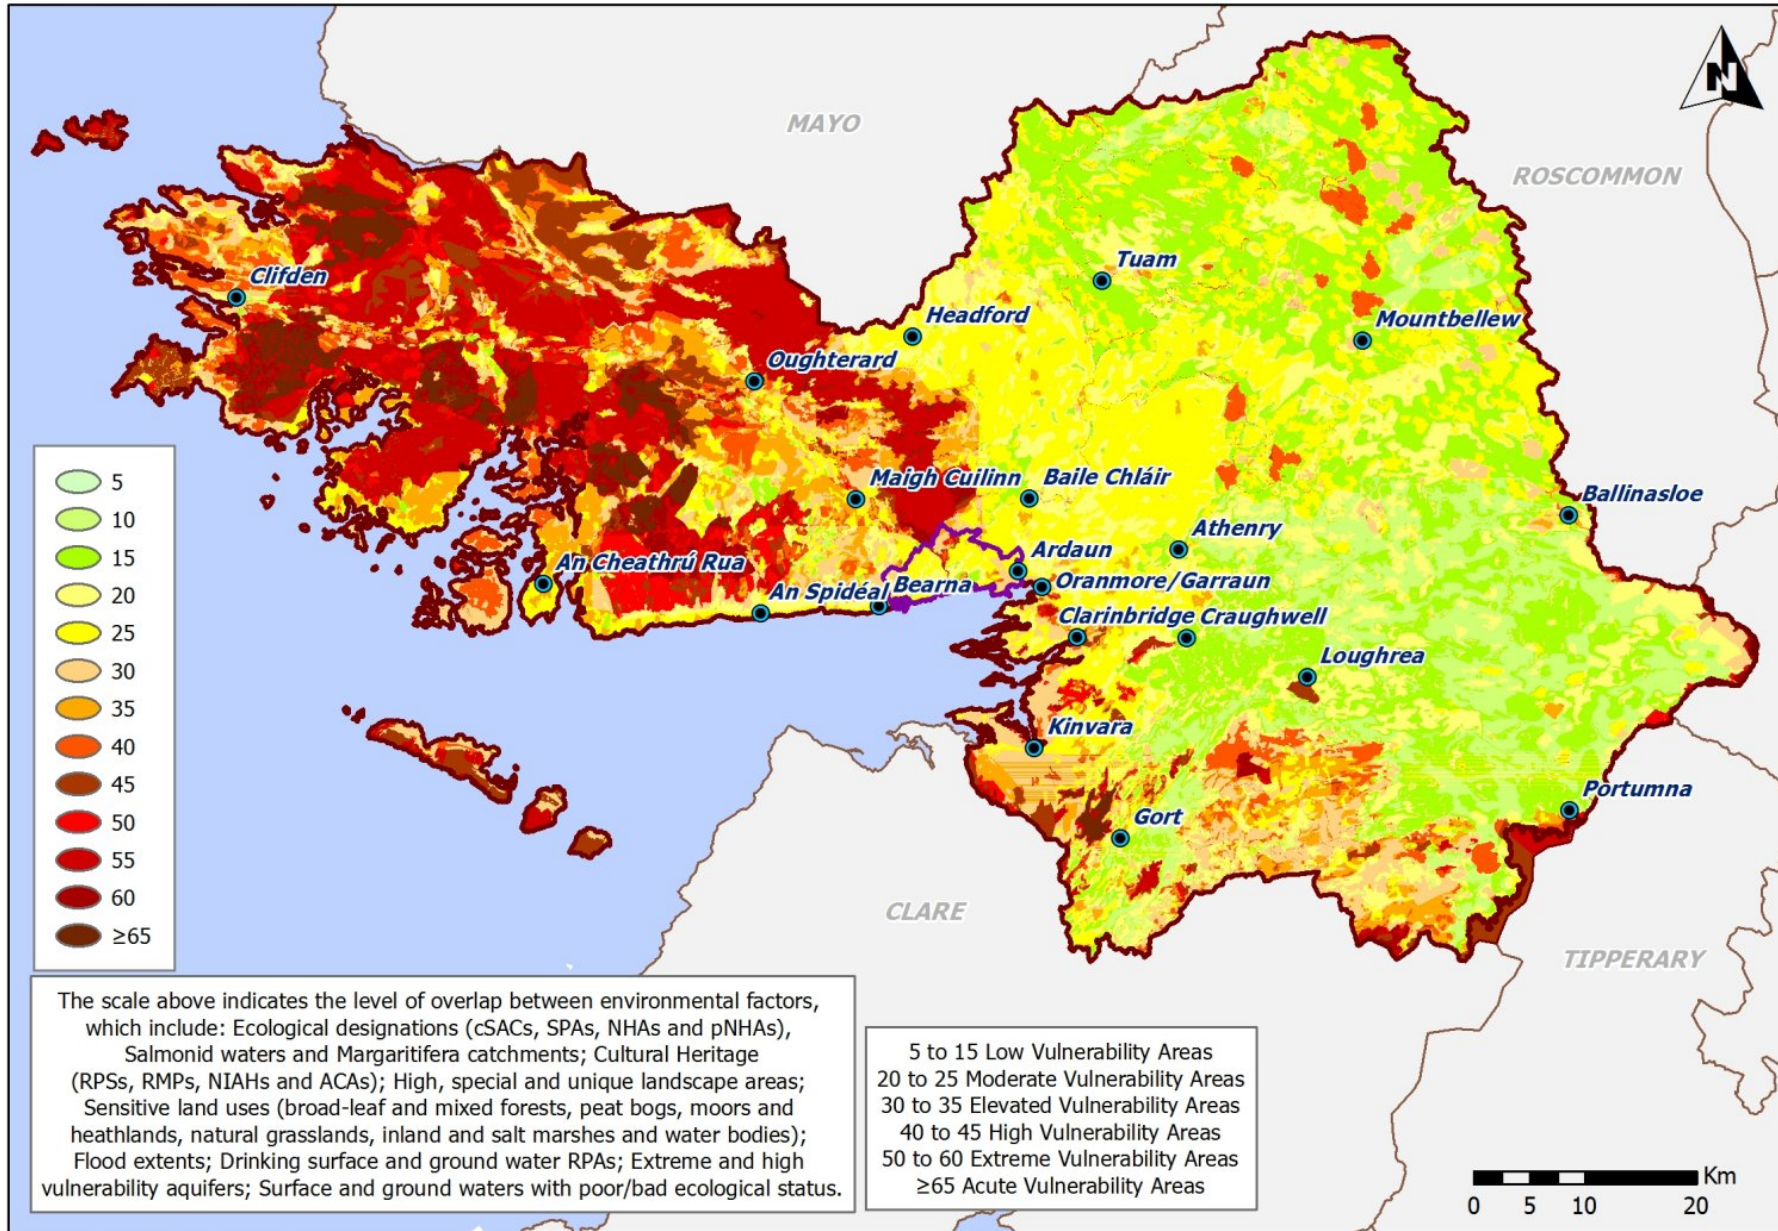 N
MAYO
ROSCOMMON
Clifden
Tuam
Headford
Mountbellew
Oughterard
Maigh Cuilinn
Baile Chláir
Ballinasloe
Athenry
Ardaun
An Cheathrú Rua
Oranmore/Garraun
An Spidéal
Bearna
Clarinbridge
Craughwell
Loughrea
Kinvara
Portumna
Gort
CLARE
TIPPERARY
5
10
15
20
25
30
35
40
45
50
55
60
≥65
The scale above indicates the level of overlap between environmental factors,
which include: Ecological designations (cSACs, SPAs, NHAs and pNHAs),
Salmonid waters and Margaritifera catchments; Cultural Heritage
(RPSs, RMPs, NIAHs and ACAs); High, special and unique landscape areas;
Sensitive land uses (broad-leaf and mixed forests, peat bogs, moors and
heathlands, natural grasslands, inland and salt marshes and water bodies);
Flood extents; Drinking surface and ground water RPAs; Extreme and high
vulnerability aquifers; Surface and ground waters with poor/bad ecological status.
5 to 15 Low Vulnerability Areas
20 to 25 Moderate Vulnerability Areas
30 to 35 Elevated Vulnerability Areas
40 to 45 High Vulnerability Areas
50 to 60 Extreme Vulnerability Areas
≥65 Acute Vulnerability Areas
Km
0 5 10 20